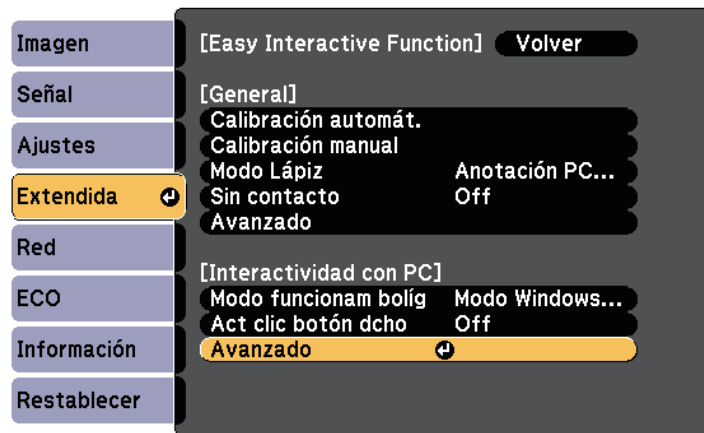 Imagen
Señal
Ajustes
Extendida
Red
ECO
Información
Restablecer
[Easy Interactive Function] Volver
[General]
Calibración automát.
Calibración manual
Modo Lápiz Anotación PC...
Sin contacto Off
Avanzado
[Interactividad con PC]
Modo funcionam bolíg Modo Windows...
Act clic botón dcho Off
Avanzado